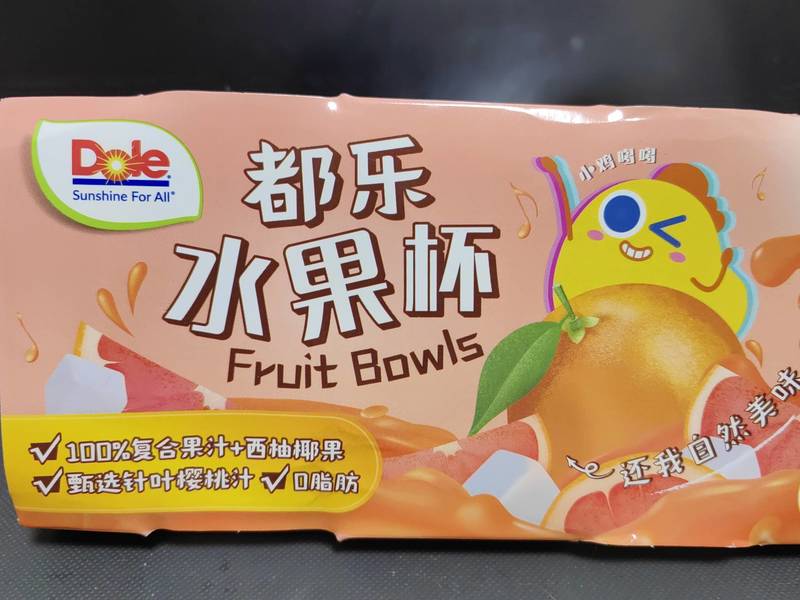 Dole
Sunshine For All®
都乐
水果杯
Fruit Bowls
小鸡啰啰
✓100%复合果汁+西柚椰果
✓甄选针叶樱桃汁 ✓0脂肪
还我自然美味